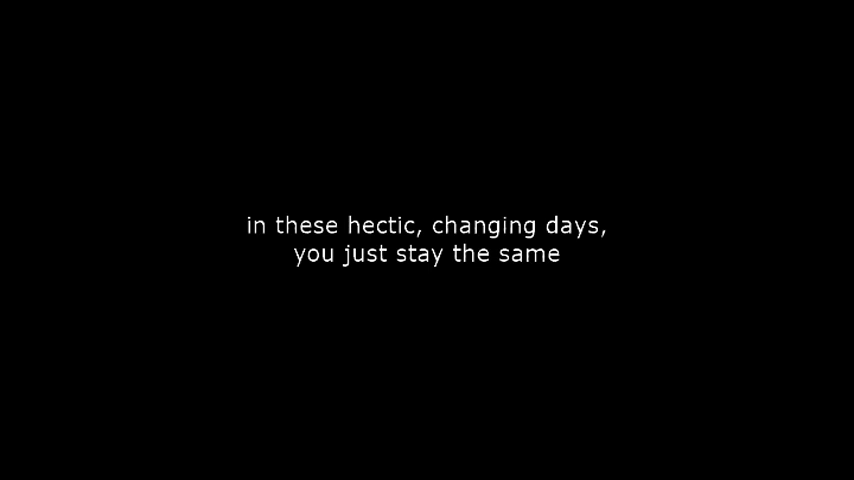 in these hectic, changing days,
you just stay the same